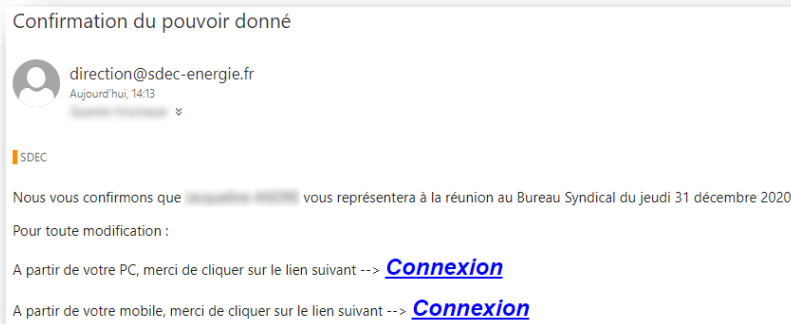 Confirmation du pouvoir donné
direction@sdec-energie.fr
Aujourd'hui, 14:13
SDEC
Nous vous confirmons que vous représentera à la réunion au Bureau Syndical du jeudi 31 décembre 2020
Pour toute modification :
A partir de votre PC, merci de cliquer sur le lien suivant --> Connexion
A partir de votre mobile, merci de cliquer sur le lien suivant --> Connexion